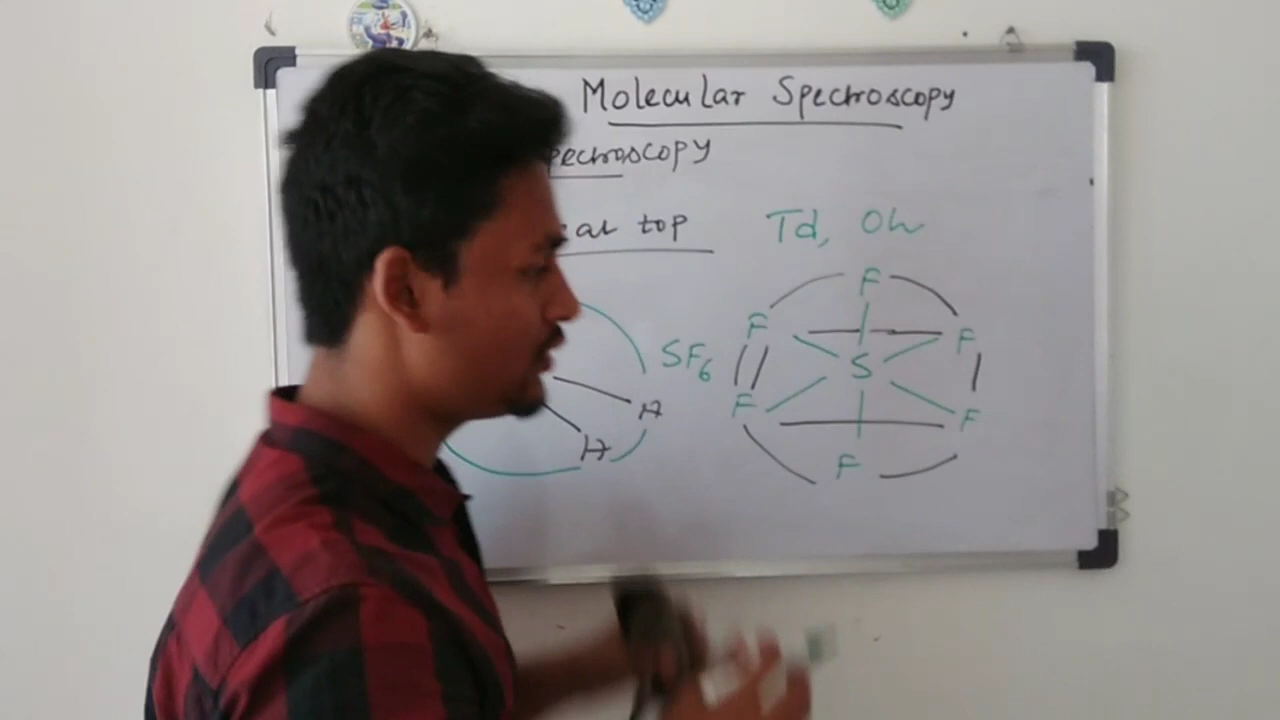 Molecular Spectroscopy
pectroscopy
cal top
Td, Oh
F
F
F
SF6
S
H
F
F
H
F